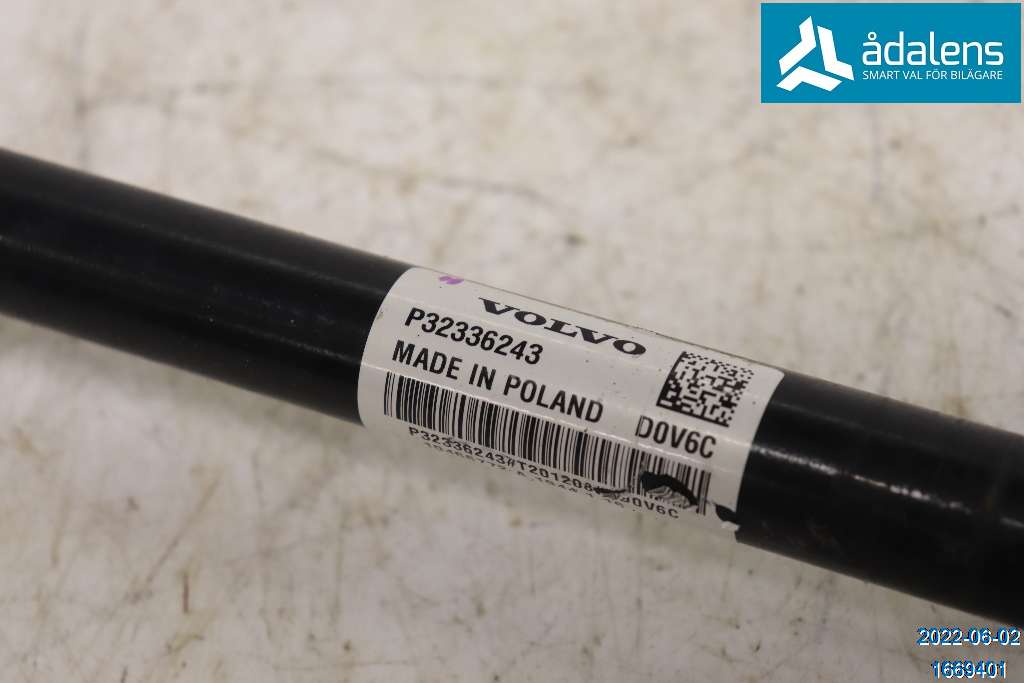 ådalens
SMART VAL FÖR BILÄGARE
VOLVO
P32336243
MADE IN POLAND
D0V6C
2022-06-02
1669401